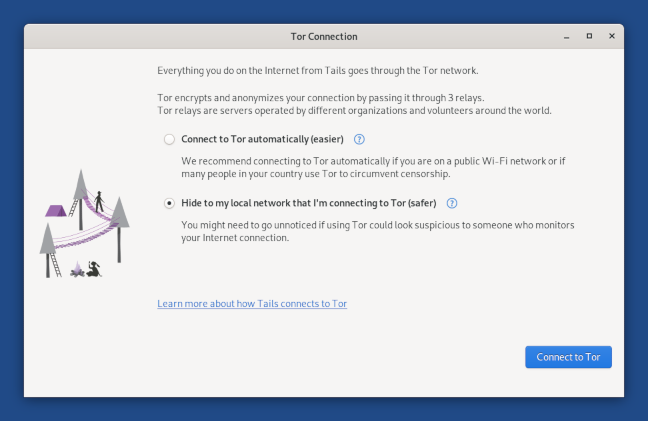 Tor Connection
Everything you do on the Internet from Tails goes through the Tor network.
Tor encrypts and anonymizes your connection by passing it through 3 relays.
Tor relays are servers operated by different organizations and volunteers around the world.
Connect to Tor automatically (easier) ?
We recommend connecting to Tor automatically if you are on a public Wi-Fi network or if
many people in your country use Tor to circumvent censorship.
Hide to my local network that I'm connecting to Tor (safer) ?
You might need to go unnoticed if using Tor could look suspicious to someone who monitors
your Internet connection.
Learn more about how Tails connects to Tor
Connect to Tor